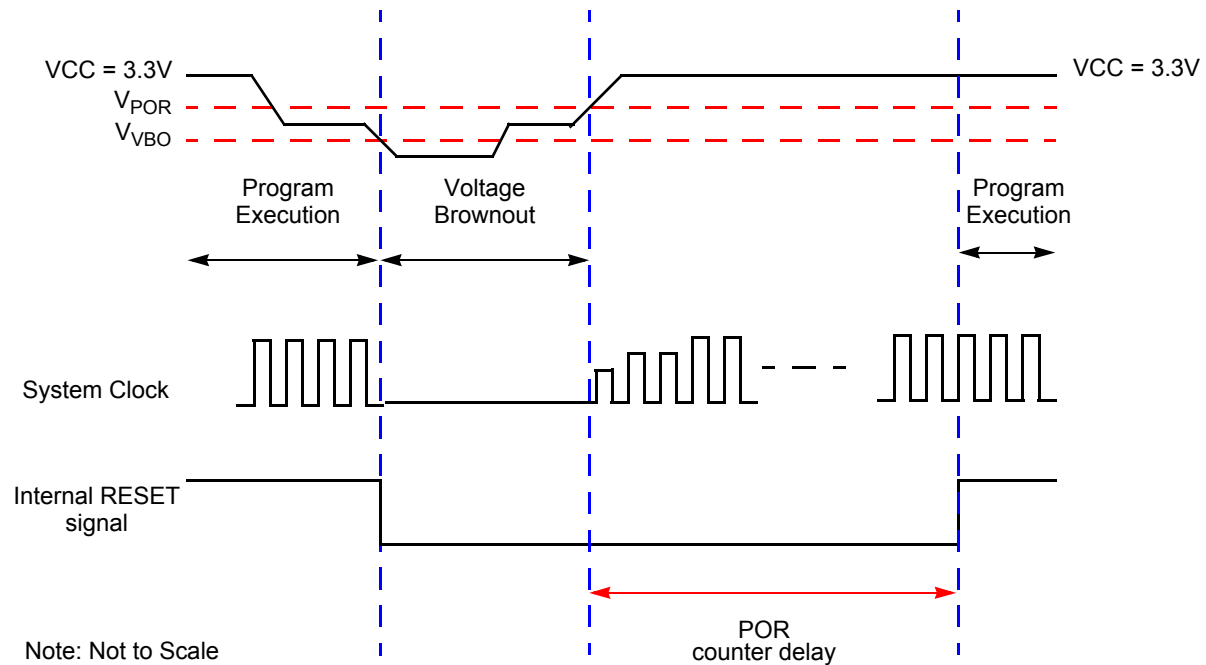 VCC = 3.3V
VCC = 3.3V
VPOR
VVBO
Program
Execution
Voltage
Brownout
Program
Execution
System Clock
Internal RESET
signal
POR
counter delay
Note: Not to Scale